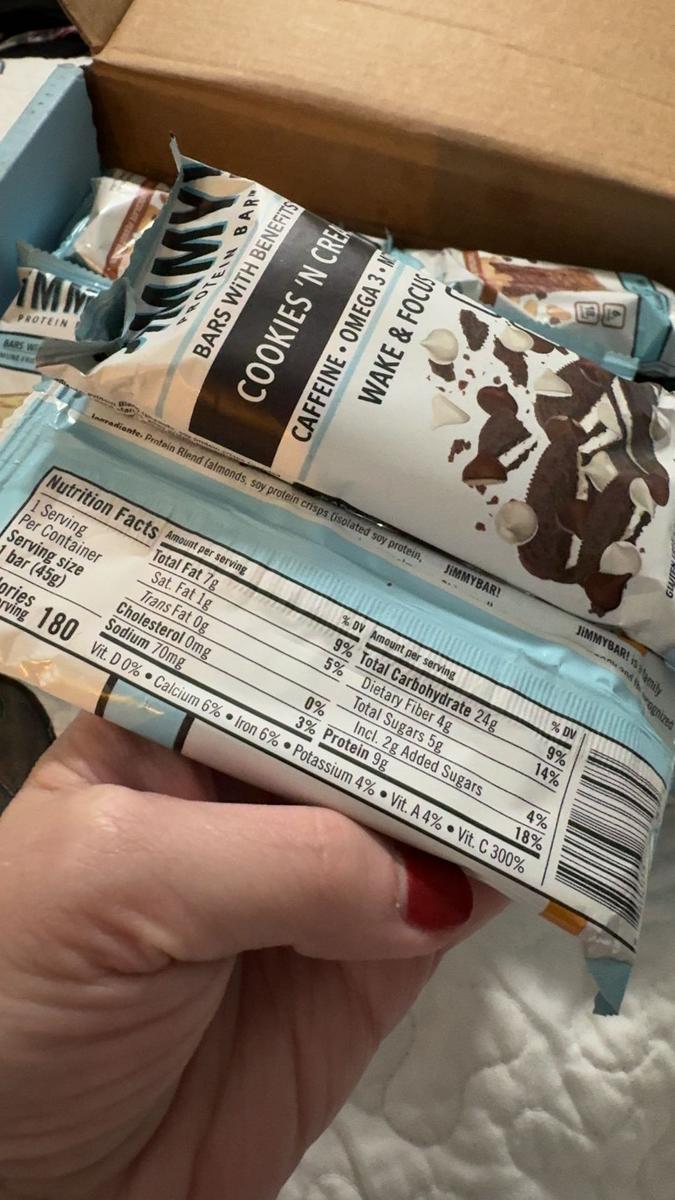 JIMMY
PROTEIN BAR
BARS WiTH BENEFITS
COOKIES 'N CREA
CAFFEINE • OMEGA 3 •
WAKE & FOCUS
IMM
PROTEIN
BARS WI
Ingredients: Protein Blend (almonds, soy protein crisps (isolated soy protein,
JiMMYBAR!
JiMMYBAR! is a family
Nutrition Facts
1 Serving
Per Container
Serving size
1 bar (45g)
lories
erving 180
Amount per serving % DV
Total Fat 7g 9%
Sat. Fat 1g 5%
Trans Fat 0g
Cholesterol 0mg 0%
Sodium 70mg 3%
Amount per serving % DV
Total Carbohydrate 24g 9%
Dietary Fiber 4g 14%
Total Sugars 5g
Incl. 2g Added Sugars 4%
Protein 9g 18%
Vit. D 0% • Calcium 6% • Iron 6% • Potassium 4% • Vit. A 4% • Vit. C 300%